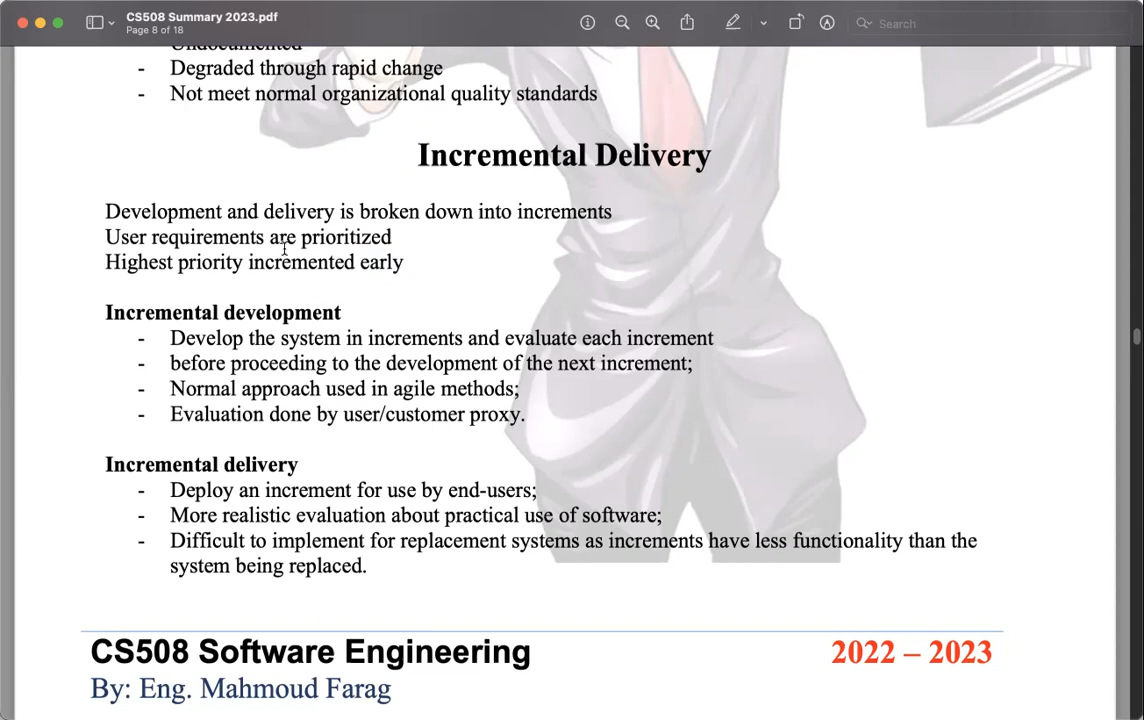 CS508 Summary 2023.pdf
Page 8 of 18
Search
Undocumented
- Degraded through rapid change
- Not meet normal organizational quality standards
Incremental Delivery
Development and delivery is broken down into increments
User requirements are prioritized
Highest priority incremented early
Incremental development
- Develop the system in increments and evaluate each increment
- before proceeding to the development of the next increment;
- Normal approach used in agile methods;
- Evaluation done by user/customer proxy.
Incremental delivery
- Deploy an increment for use by end-users;
- More realistic evaluation about practical use of software;
- Difficult to implement for replacement systems as increments have less functionality than the
system being replaced.
CS508 Software Engineering
2022 – 2023
By: Eng. Mahmoud Farag